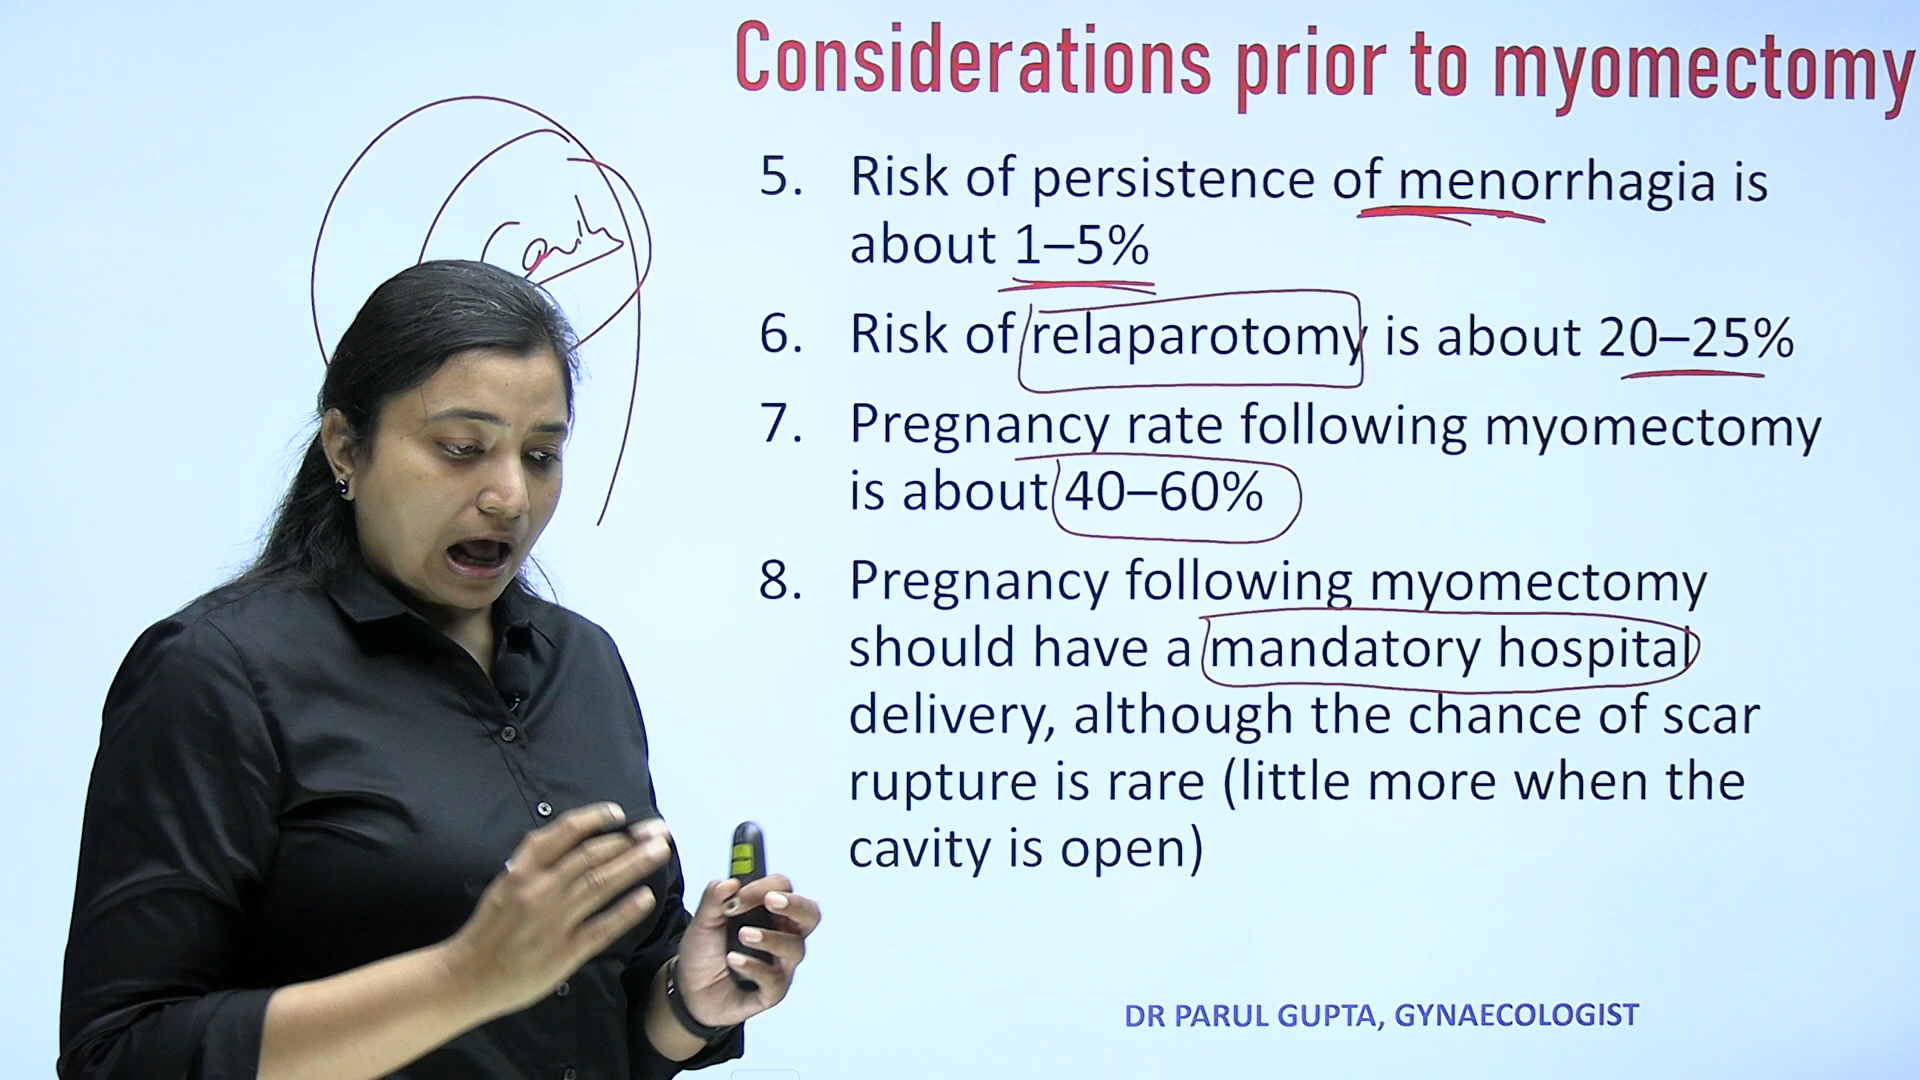 Considerations prior to myomectomy
5. Risk of persistence of menorrhagia is
about 1–5%
6. Risk of relaparotomy is about 20–25%
7. Pregnancy rate following myomectomy
is about 40–60%
8. Pregnancy following myomectomy
should have a mandatory hospital
delivery, although the chance of scar
rupture is rare (little more when the
cavity is open)
DR PARUL GUPTA, GYNAECOLOGIST